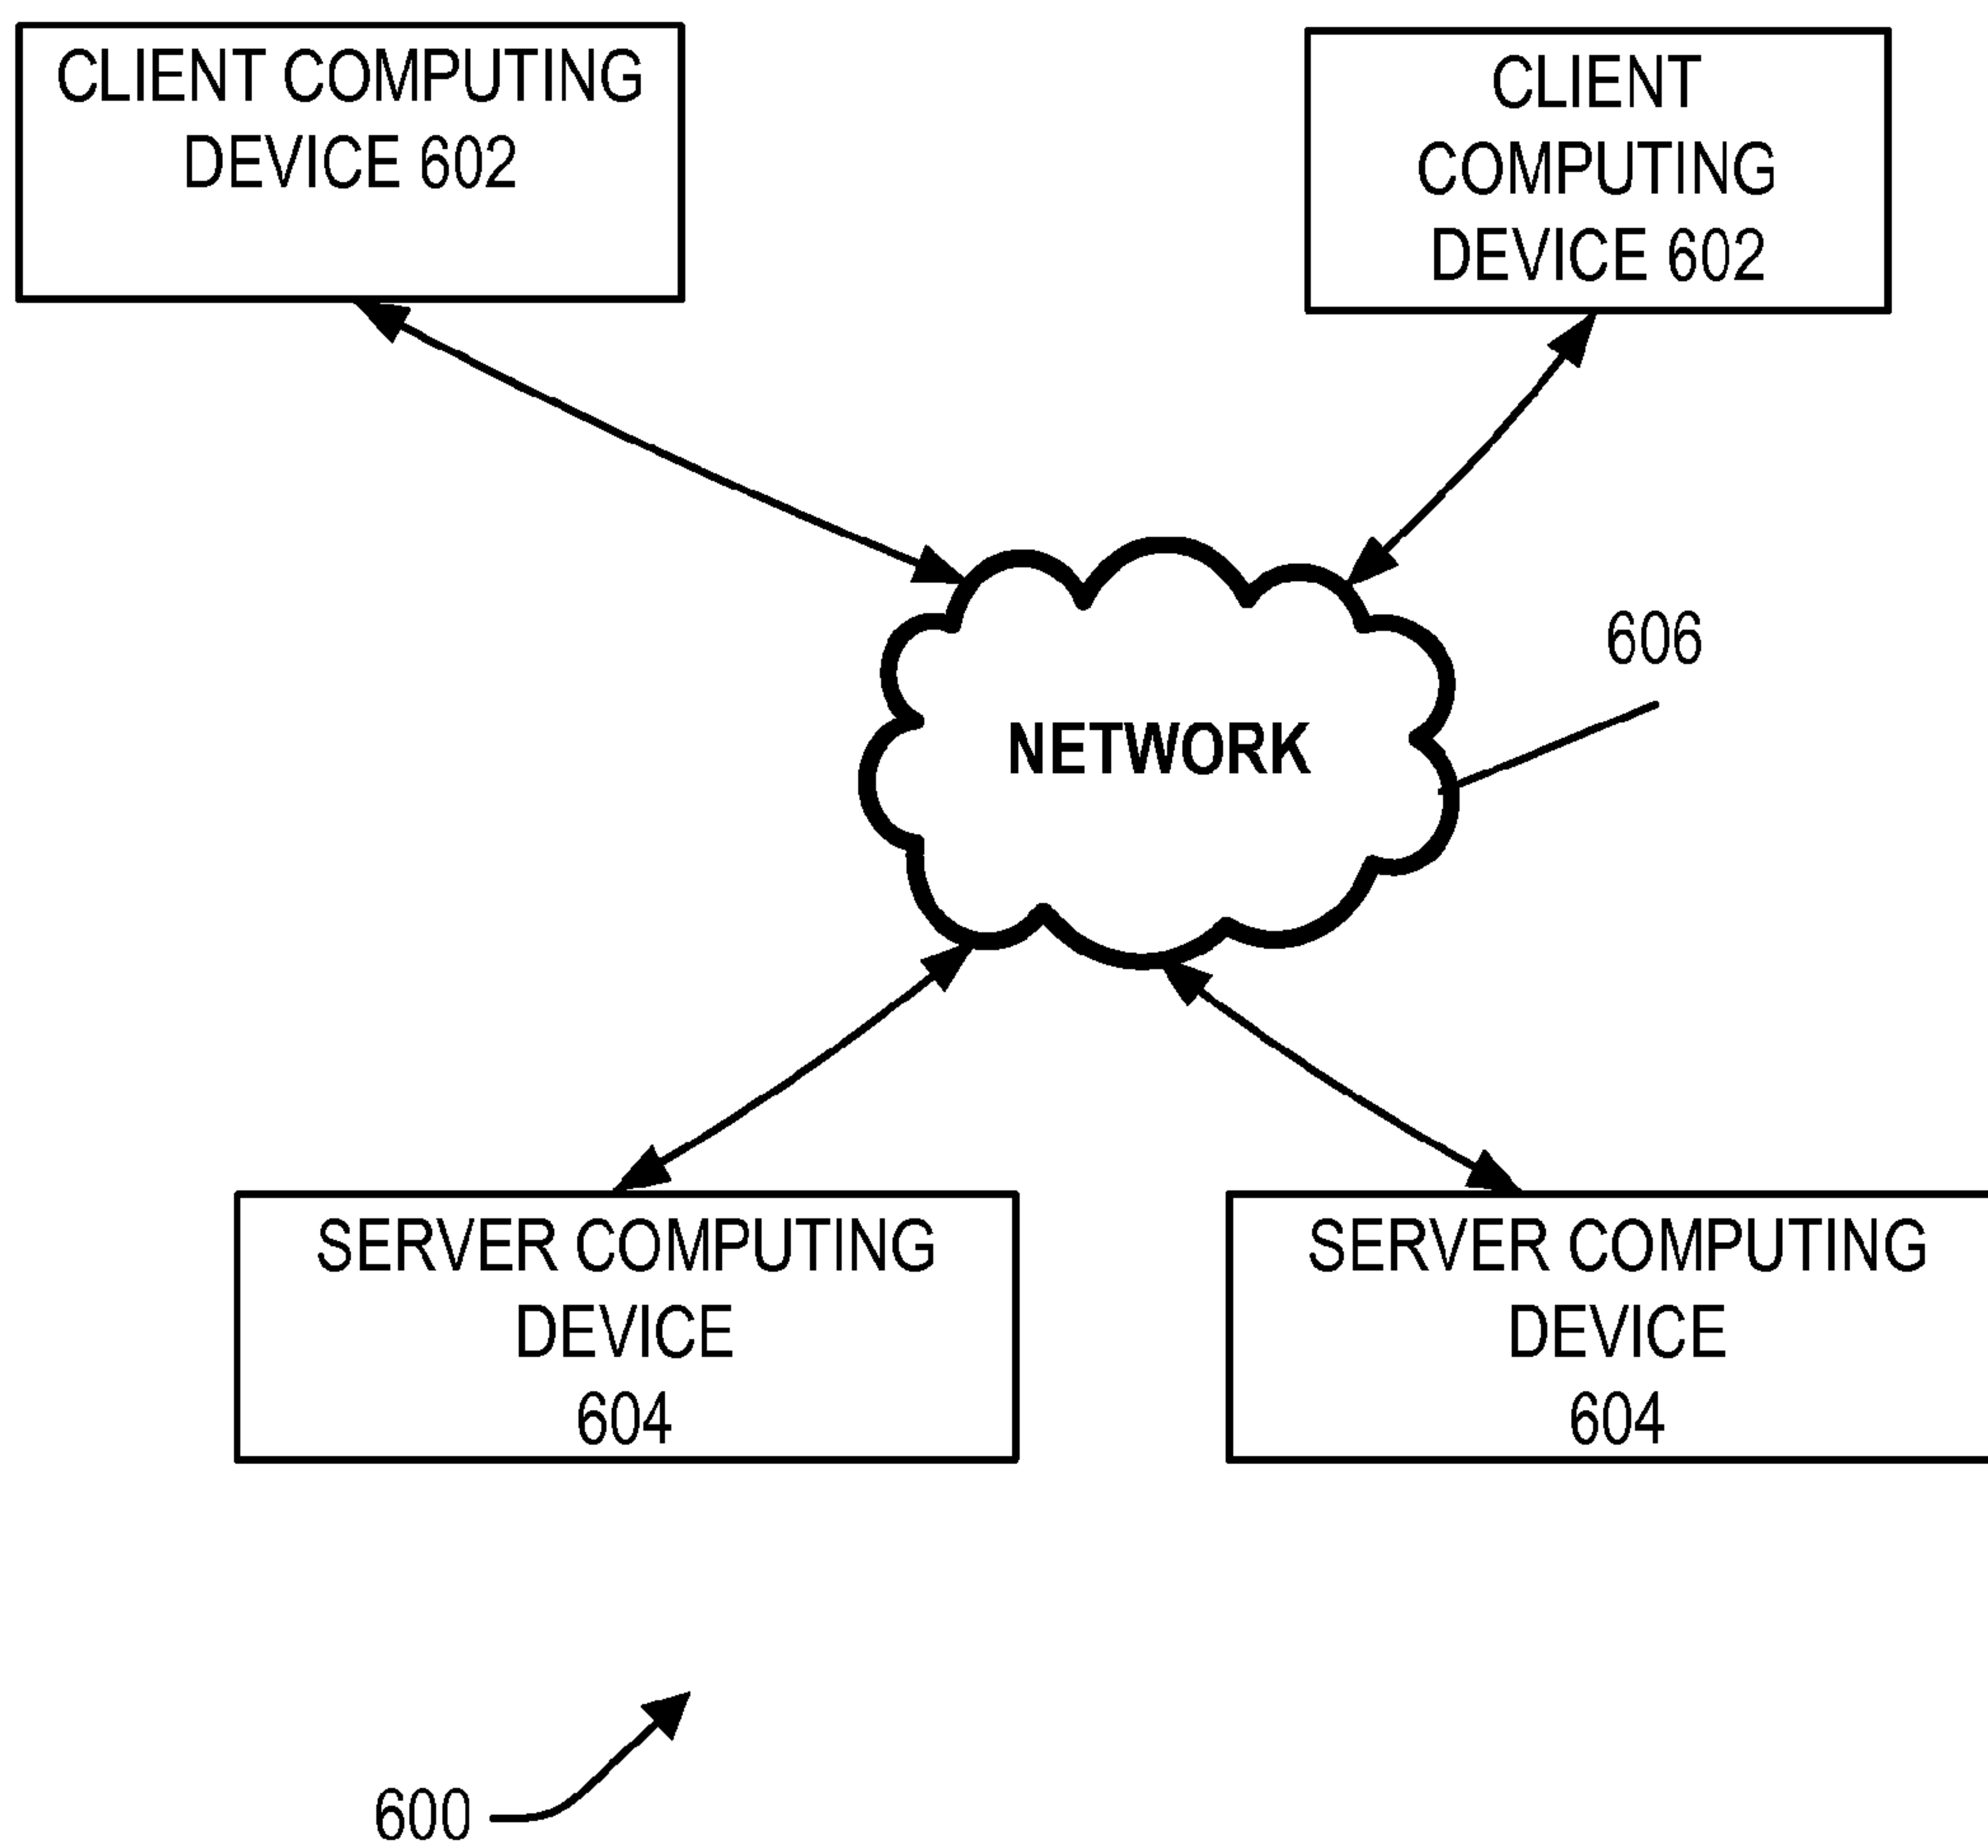 CLIENT COMPUTING
DEVICE 602
CLIENT
COMPUTING
DEVICE 602
606
NETWORK
SERVER COMPUTING
DEVICE
604
SERVER COMPUTING
DEVICE
604
600